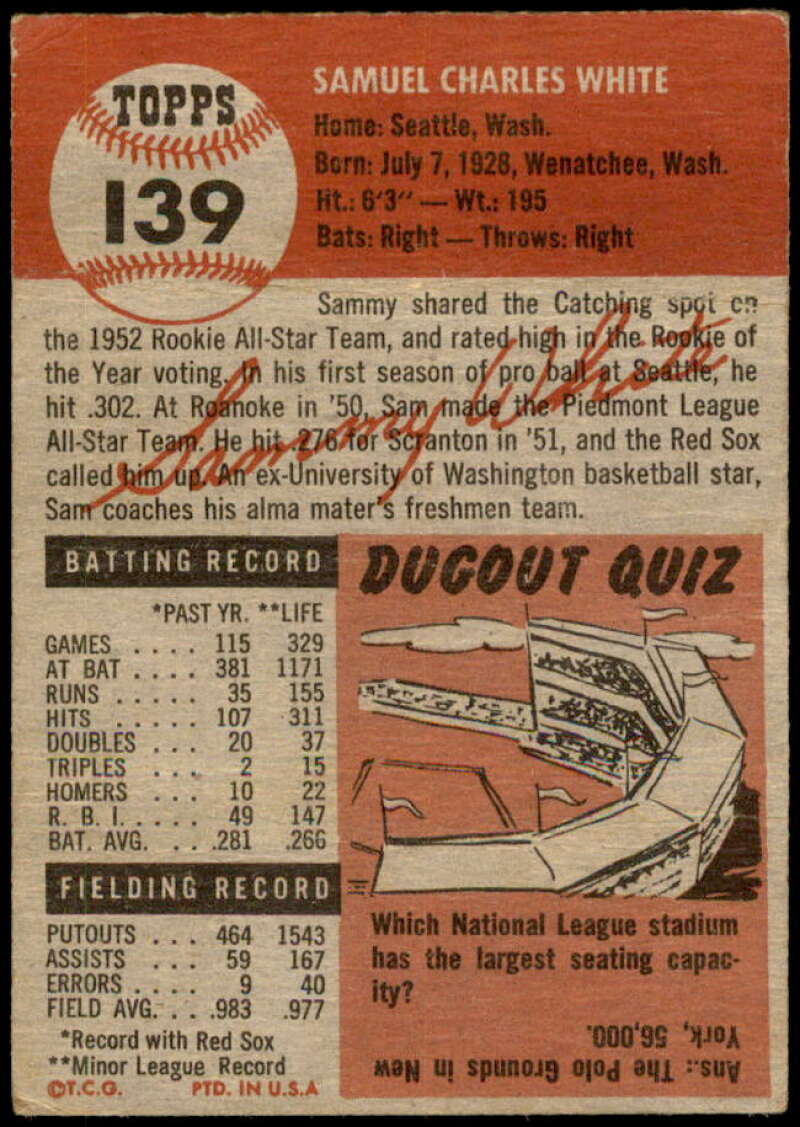 TOPPS
139
SAMUEL CHARLES WHITE
Home: Seattle, Wash.
Born: July 7, 1928, Wenatchee, Wash.
Ht.: 6'3" — Wt.: 195
Bats: Right — Throws: Right
Sammy shared the Catching spot on
the 1952 Rookie All-Star Team, and rated high in the Rookie of
the Year voting. In his first season of pro ball at Seattle, he
hit .302. At Roanoke in '50, Sam made the Piedmont League
All-Star Team. He hit .276 for Scranton in '51, and the Red Sox
called him up. An ex-University of Washington basketball star,
Sam coaches his alma mater's freshmen team.
Sammy White
BATTING RECORD
*PAST YR. **LIFE
GAMES .... 115 329
AT BAT .... 381 1171
RUNS ..... 35 155
HITS ..... 107 311
DOUBLES ... 20 37
TRIPLES ... 2 15
HOMERS ... 10 22
R. B. I. .... 49 147
BAT. AVG. ... .281 .266
FIELDING RECORD
PUTOUTS ... 464 1543
ASSISTS ... 59 167
ERRORS .... 9 40
FIELD AVG. ... .983 .977
*Record with Red Sox
**Minor League Record
©T.C.G. PTD. IN U.S.A
DUGOUT QUIZ
Which National League stadium
has the largest seating capac-
ity?
Ans.: The Polo Grounds in New
York, 56,000.